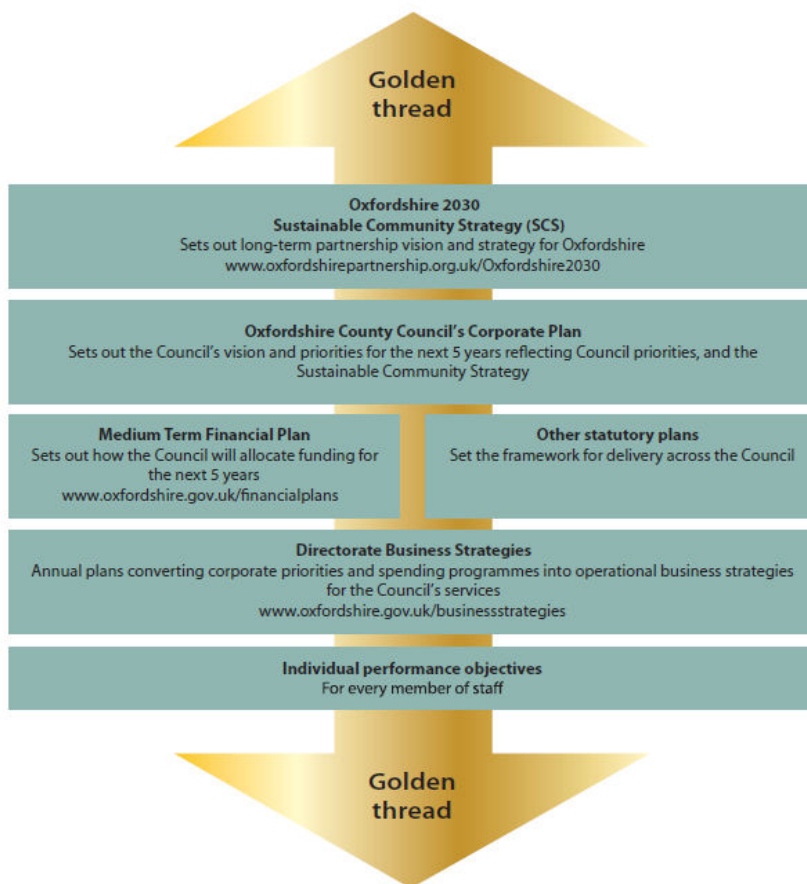 Golden
thread
Oxfordshire 2030
Sustainable Community Strategy (SCS)
Sets out long-term partnership vision and strategy for Oxfordshire
www.oxfordshirepartnership.org.uk/Oxfordshire2030
Oxfordshire County Council's Corporate Plan
Sets out the Council's vision and priorities for the next 5 years reflecting Council priorities, and the
Sustainable Community Strategy
Medium Term Financial Plan
Sets out how the Council will allocate funding for
the next 5 years
www.oxfordshire.gov.uk/financialplans
Other statutory plans
Set the framework for delivery across the Council
Directorate Business Strategies
Annual plans converting corporate priorities and spending programmes into operational business strategies
for the Council's services
www.oxfordshire.gov.uk/businessstrategies
Individual performance objectives
For every member of staff
Golden
thread